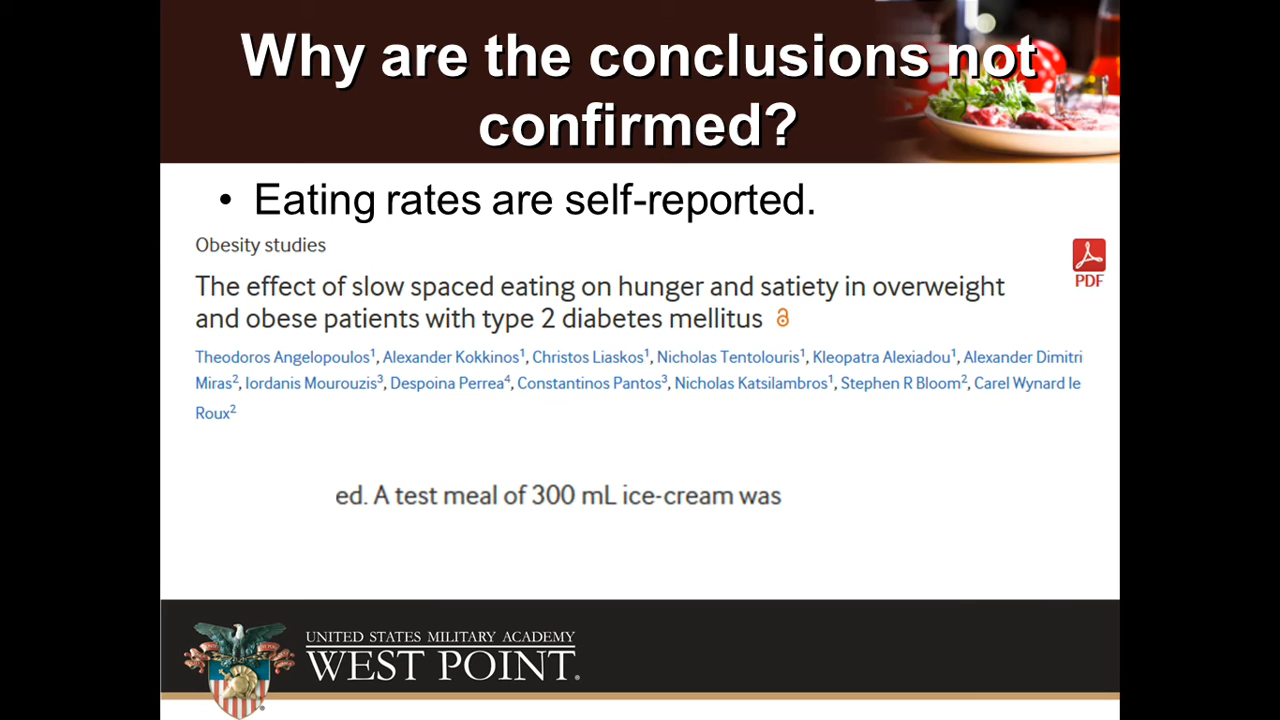 Why are the conclusions not
confirmed?
• Eating rates are self-reported.
Obesity studies
PDF
The effect of slow spaced eating on hunger and satiety in overweight
and obese patients with type 2 diabetes mellitus
Theodoros Angelopoulos1, Alexander Kokkinos1, Christos Liaskos1, Nicholas Tentolouris1, Kleopatra Alexiadou1, Alexander Dimitri
Miras2, Iordanis Mourouzis3, Despoina Perrea4, Constantinos Pantos3, Nicholas Katsilambros1, Stephen R Bloom2, Carel Wynard le
Roux2
ed. A test meal of 300 mL ice-cream was
UNITED STATES MILITARY ACADEMY
WEST POINT®